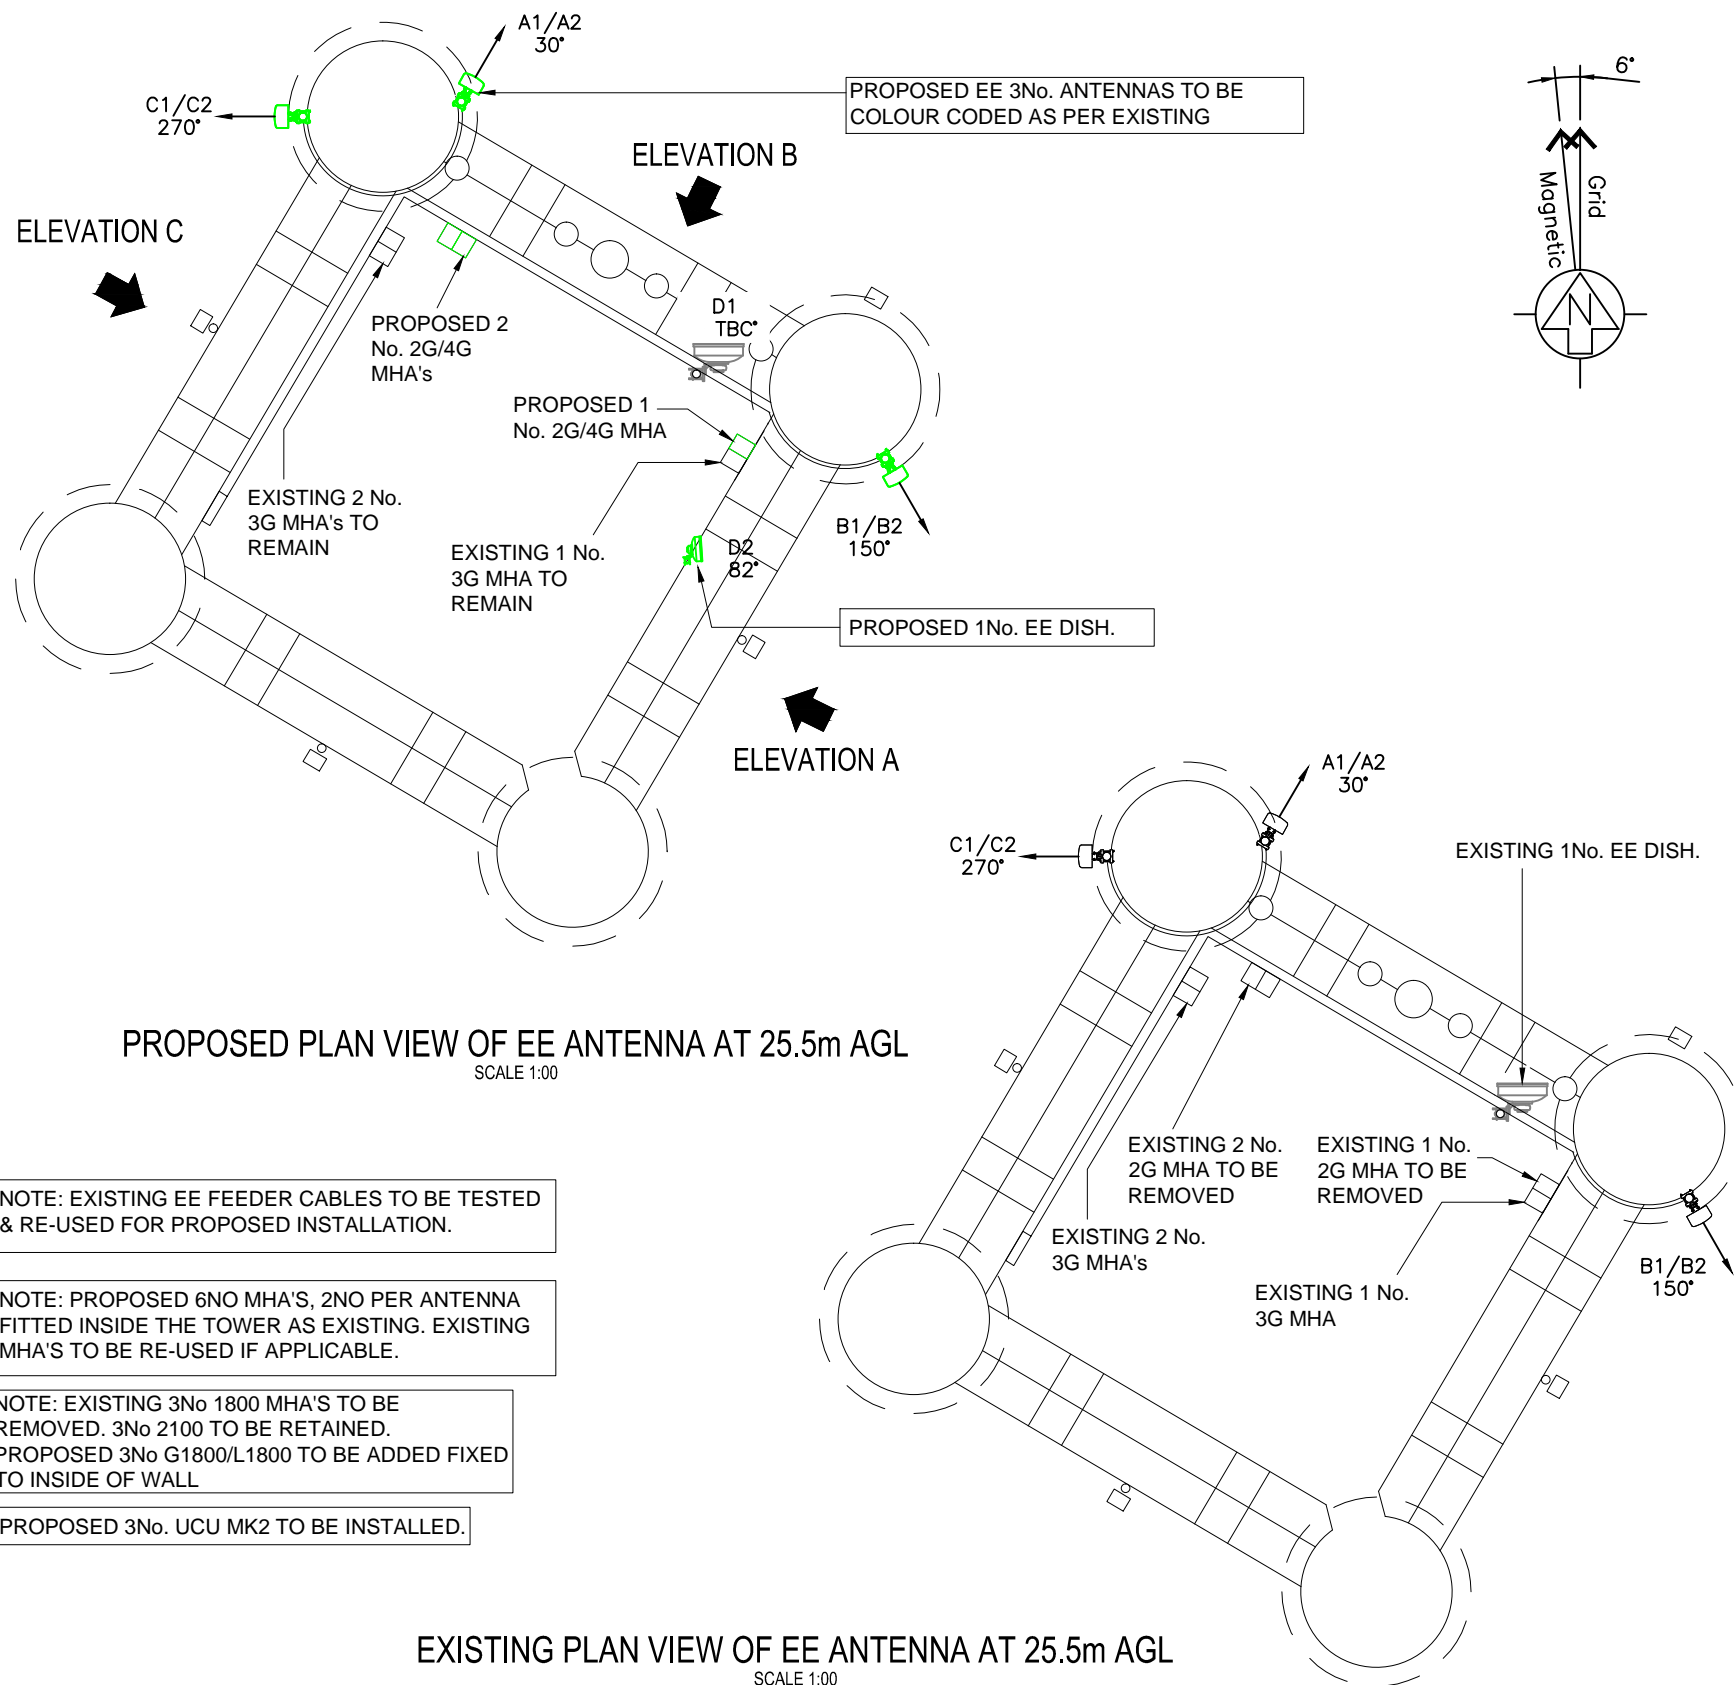 A1/A2
30°
C1/C2
270°
PROPOSED EE 3No. ANTENNAS TO BE
COLOUR CODED AS PER EXISTING
6°
Grid
Magnetic
N
ELEVATION B
ELEVATION C
D1
TBC°
PROPOSED 2
No. 2G/4G
MHA's
PROPOSED 1
No. 2G/4G MHA
EXISTING 2 No.
3G MHA's TO
REMAIN
EXISTING 1 No.
3G MHA TO
REMAIN
D2
82°
B1/B2
150°
PROPOSED 1No. EE DISH.
ELEVATION A
PROPOSED PLAN VIEW OF EE ANTENNA AT 25.5m AGL
SCALE 1:00
A1/A2
30°
C1/C2
270°
EXISTING 1No. EE DISH.
EXISTING 2 No.
2G MHA TO BE
REMOVED
EXISTING 1 No.
2G MHA TO BE
REMOVED
EXISTING 2 No.
3G MHA's
EXISTING 1 No.
3G MHA
B1/B2
150°
NOTE: EXISTING EE FEEDER CABLES TO BE TESTED
& RE-USED FOR PROPOSED INSTALLATION.
NOTE: PROPOSED 6NO MHA'S, 2NO PER ANTENNA
FITTED INSIDE THE TOWER AS EXISTING. EXISTING
MHA'S TO BE RE-USED IF APPLICABLE.
NOTE: EXISTING 3No 1800 MHA'S TO BE
REMOVED. 3No 2100 TO BE RETAINED.
PROPOSED 3No G1800/L1800 TO BE ADDED FIXED
TO INSIDE OF WALL
PROPOSED 3No. UCU MK2 TO BE INSTALLED.
EXISTING PLAN VIEW OF EE ANTENNA AT 25.5m AGL
SCALE 1:00